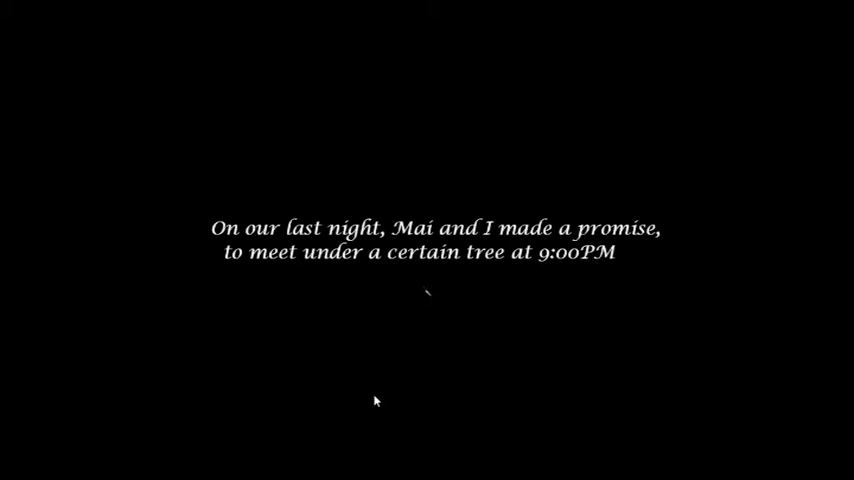 On our last night, Mai and I made a promise,
to meet under a certain tree at 9:00PM